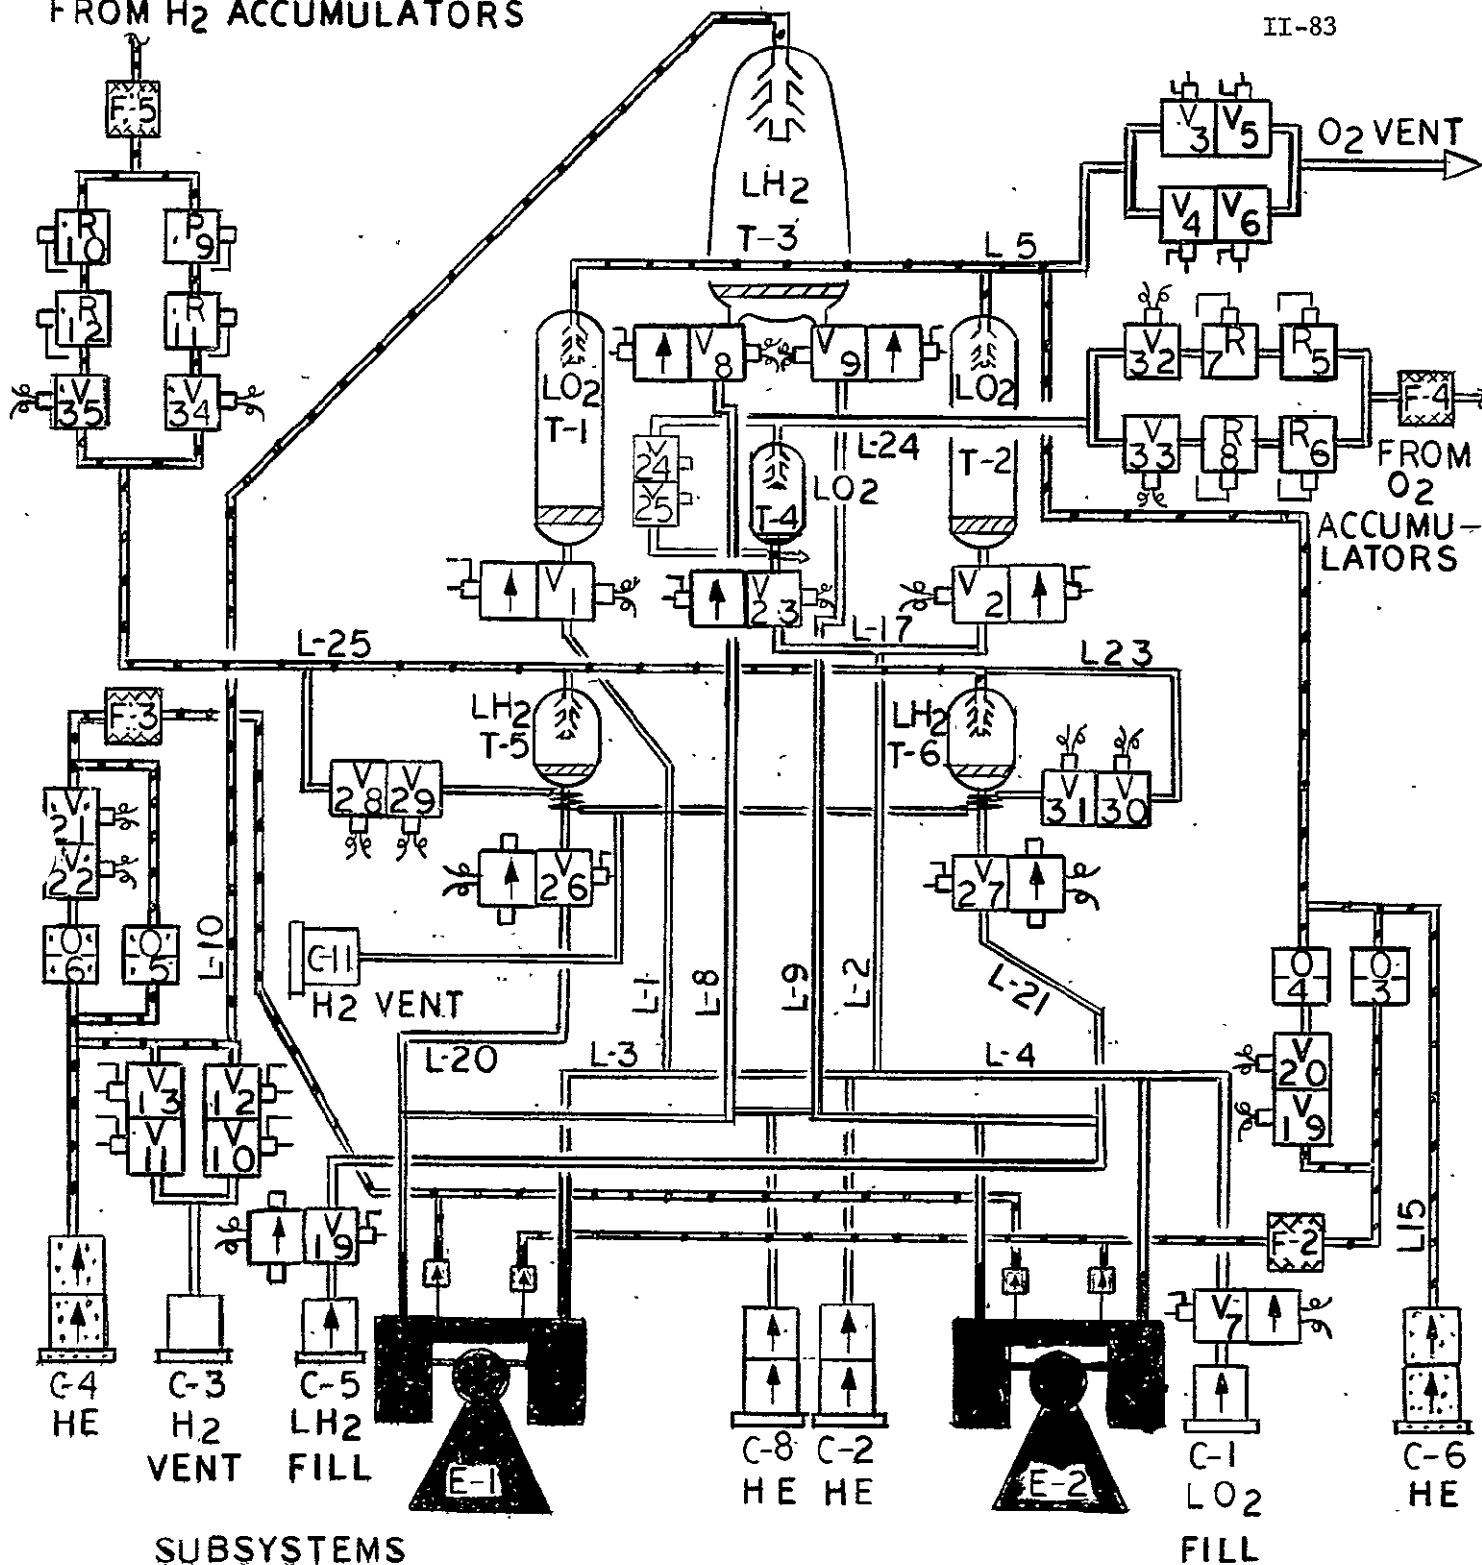 FROM H2 ACCUMULATORS
II-83
F-5
V 3
V 5
O2 VENT
V 4
V 6
LH2
T-3
L 5
R 10
R 12
R 11
V 35
V 34
V 8
V 9
LO2
T-1
LO2
T-2
V 32
R 7
R 5
V 33
R 8
R 6
F-4
FROM
O2
ACCUMU-
LATORS
L-24
V 24
V 25
LO2
T-4
V 1
V 23
V 2
L-17
L-25
L23
F-3
LH2
T-5
LH2
T-6
V 28
V 29
V 31
V 30
V 21
V 22
V 26
V 27
O 6
O 5
L-10
C-11
H2 VENT
L-1
L-8
L-9
L-2
L-21
O 4
O 3
L-20
L-3
L-4
V 20
V 19
V 13
V 12
V 11
V 10
V 19
F-2
L15
V 7
C-4
HE
C-3
H2
VENT
C-5
LH2
FILL
E-1
C-8
HE
C-2
HE
E-2
C-1
LO2
FILL
C-6
HE
SUBSYSTEMS